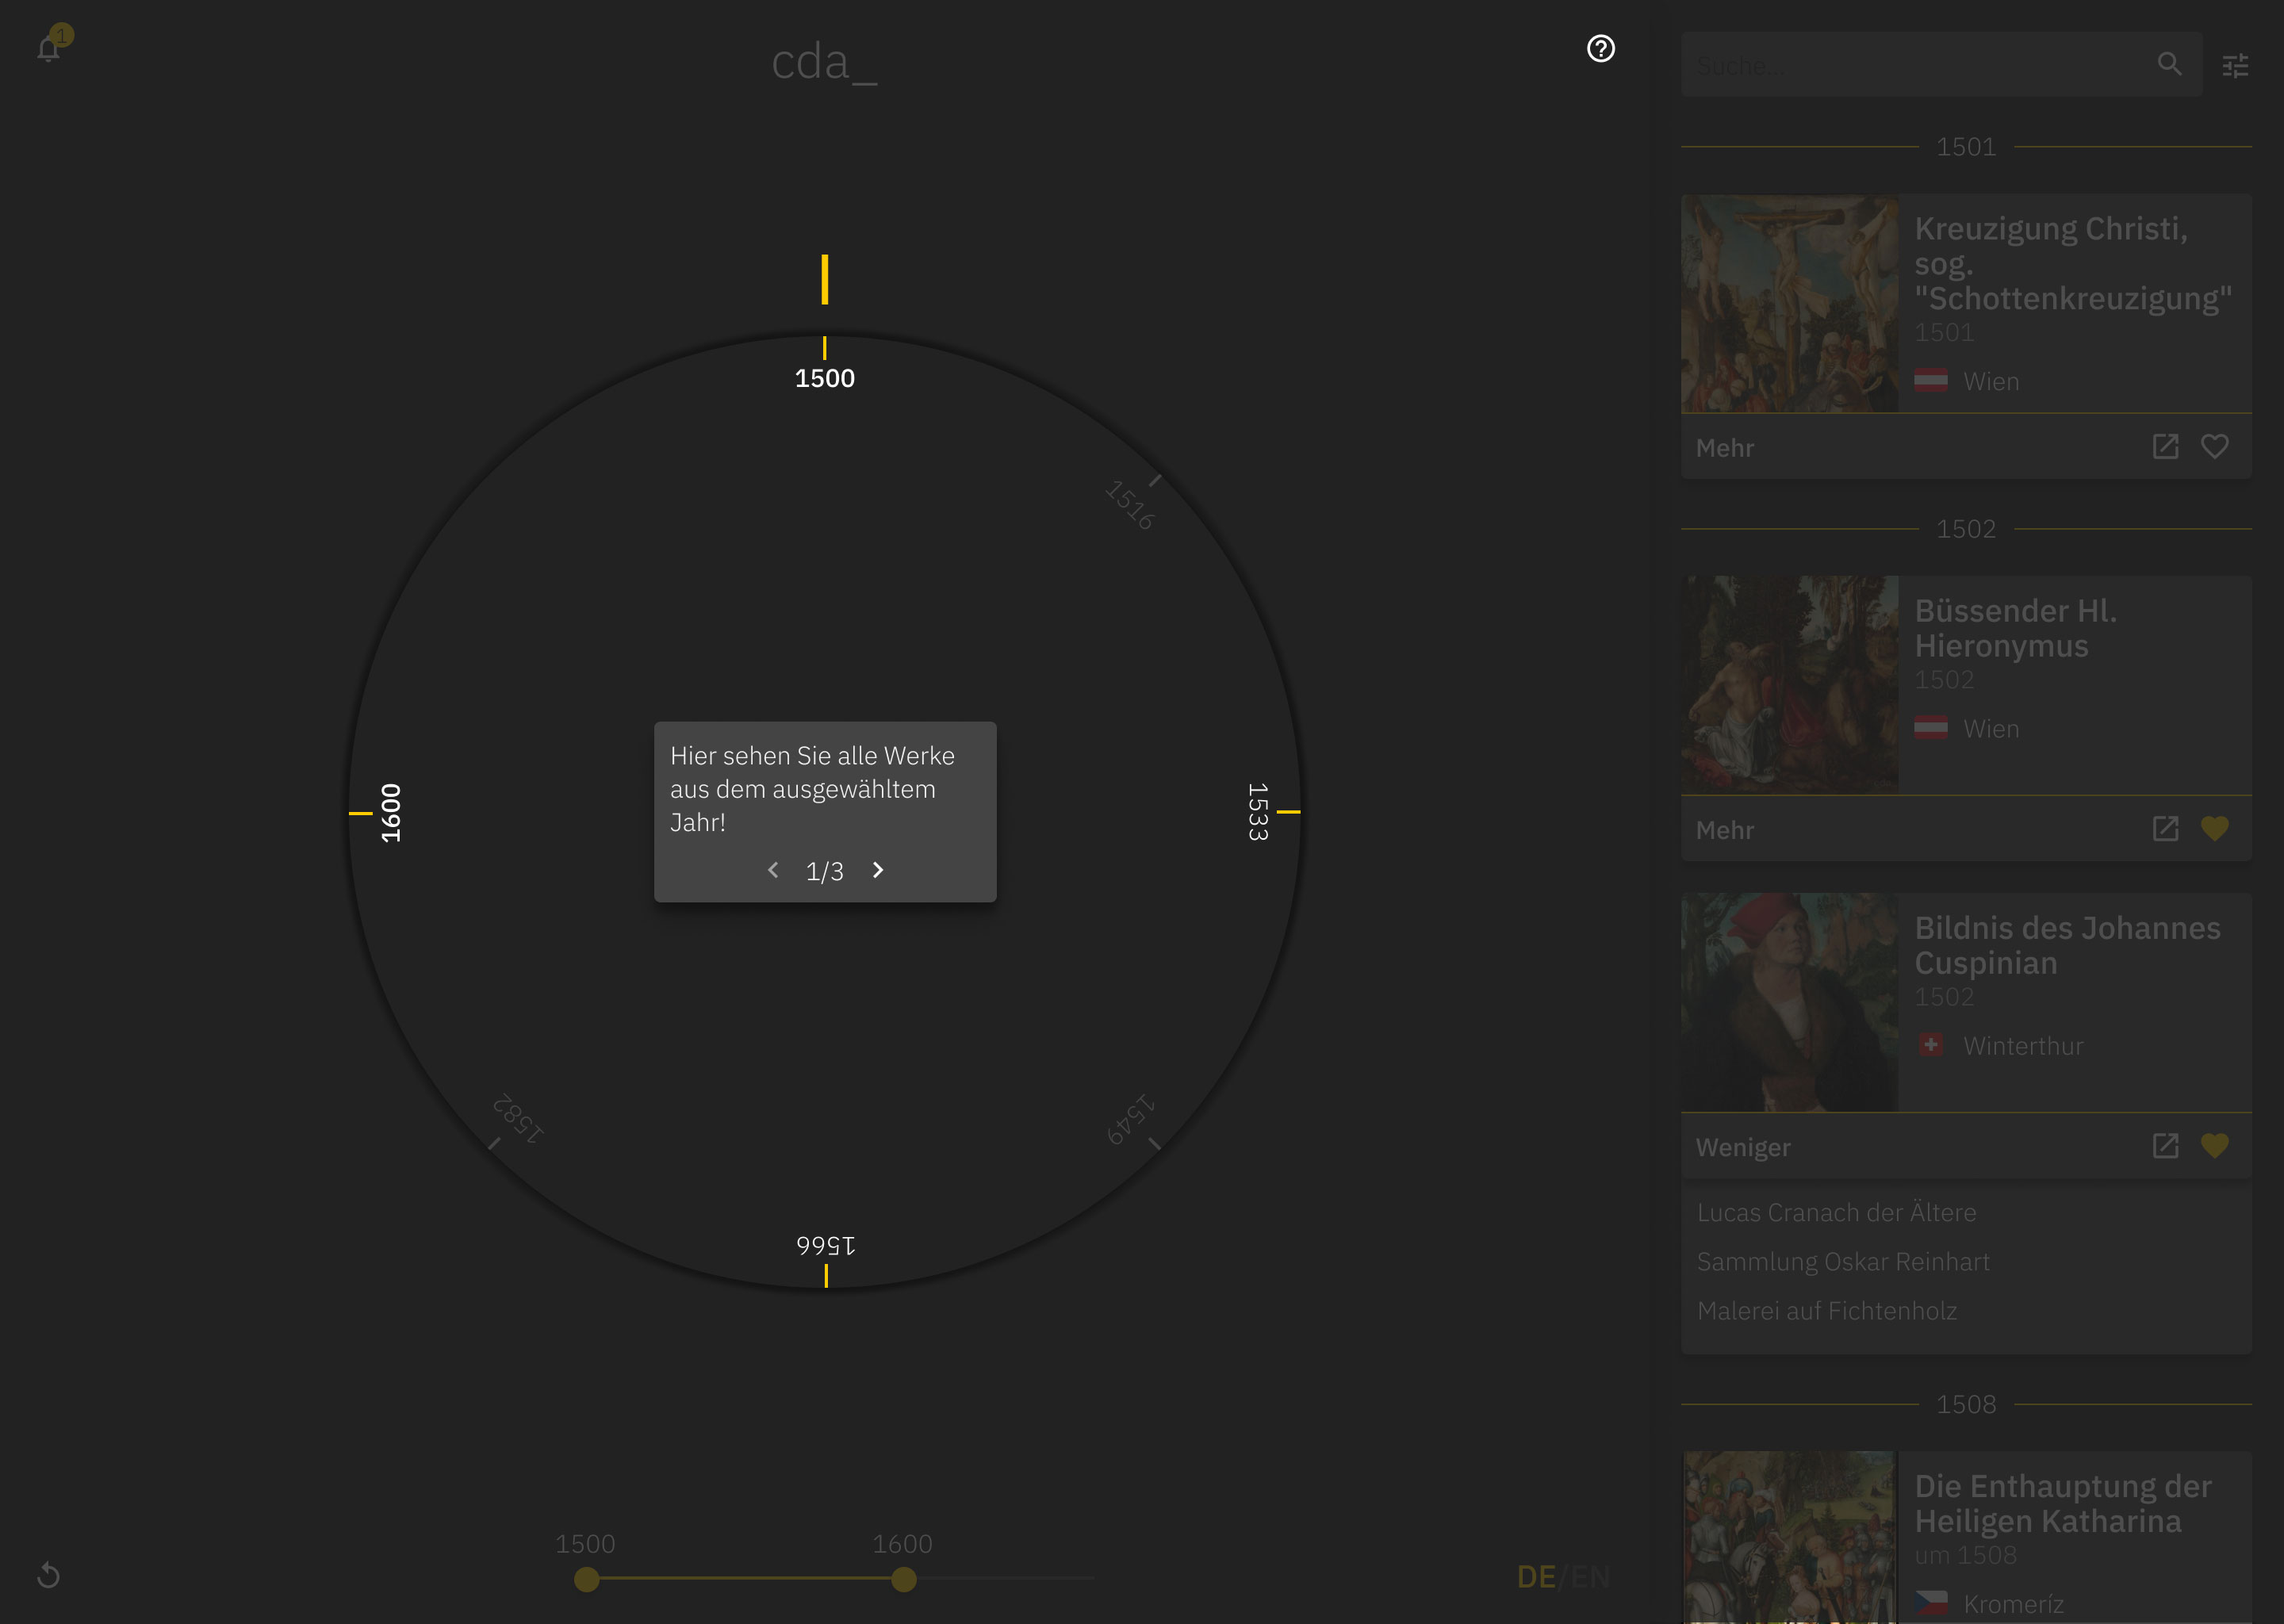 1
cda_
1500
1516
1533
1549
1566
1582
1600
Hier sehen Sie alle Werke
aus dem ausgewähltem
Jahr!
1/3
1500
1600
DE/EN
Suche...
1501
Kreuzigung Christi,
sog.
"Schottenkreuzigung"
1501
Wien
Mehr
1502
Büssender Hl.
Hieronymus
1502
Wien
Mehr
Bildnis des Johannes
Cuspinian
1502
Winterthur
Weniger
Lucas Cranach der Ältere
Sammlung Oskar Reinhart
Malerei auf Fichtenholz
1508
Die Enthauptung der
Heiligen Katharina
um 1508
Kromeríz